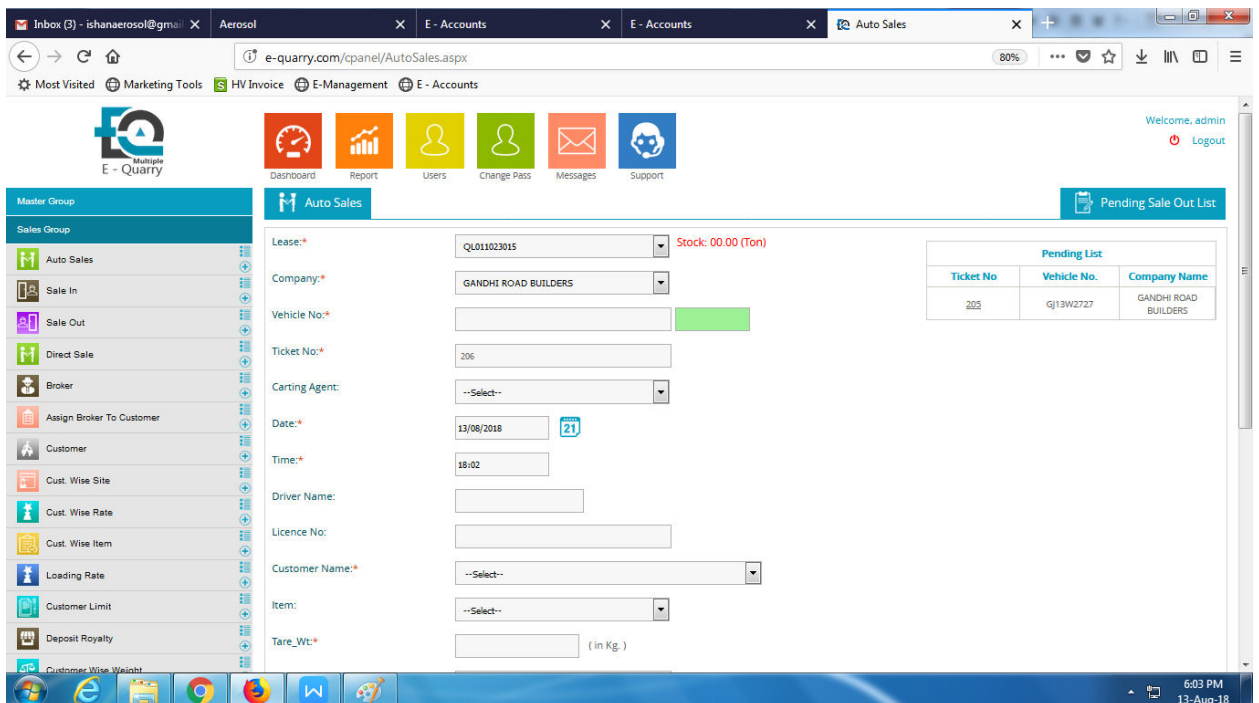 Inbox (3) - ishanaerosol@gmail
Aerosol
E - Accounts
E - Accounts
Auto Sales
e-quarry.com/cpanel/AutoSales.aspx
80%
Most Visited
Marketing Tools
HV Invoice
E-Management
E - Accounts
Multiple
E - Quarry
Dashboard
Report
Users
Change Pass
Messages
Support
Welcome, admin
Logout
Master Group
Sales Group
Auto Sales
Sale In
Sale Out
Direct Sale
Broker
Assign Broker To Customer
Customer
Cust. Wise Site
Cust. Wise Rate
Cust. Wise Item
Loading Rate
Customer Limit
Deposit Royalty
Customer Wise Weight
Auto Sales
Pending Sale Out List
Lease:*
QL011023015
Stock: 00.00 (Ton)
Company:*
GANDHI ROAD BUILDERS
Vehicle No:*
Ticket No:*
206
Carting Agent:
--Select--
Date:*
13/08/2018
21
Time:*
18:02
Driver Name:
Licence No:
Customer Name:*
--Select--
Item:
--Select--
Tare_Wt:*
( in Kg. )
Pending List
Ticket No
Vehicle No.
Company Name
205
GJ13W2727
GANDHI ROAD
BUILDERS
6:03 PM
13-Aug-18